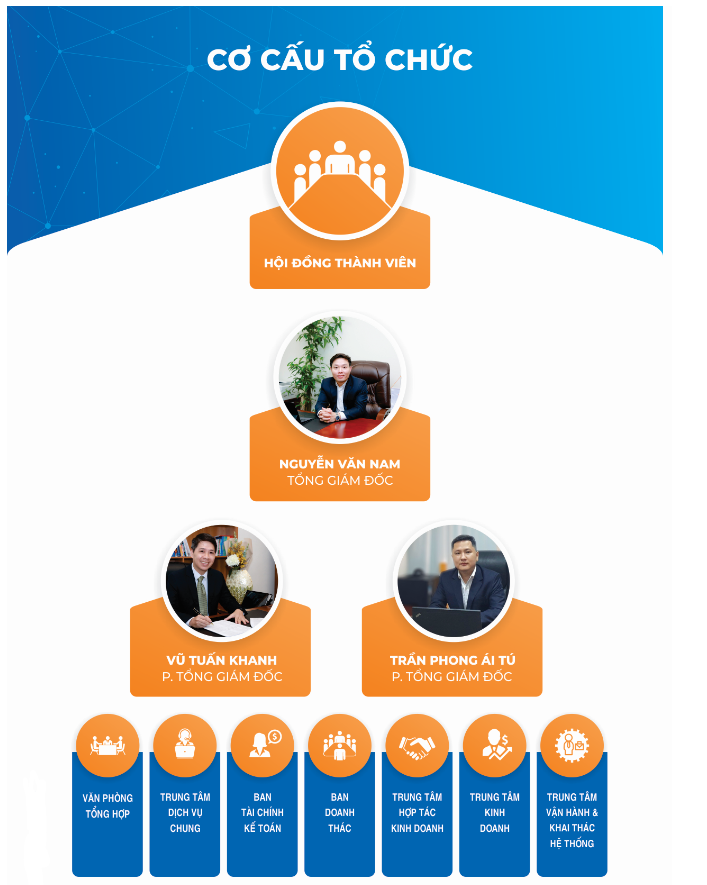 CƠ CẤU TỔ CHỨC
HỘI ĐỒNG THÀNH VIÊN
NGUYỄN VĂN NAM
TỔNG GIÁM ĐỐC
VŨ TUẤN KHANH
P. TỔNG GIÁM ĐỐC
TRẦN PHONG ÁI TÚ
P. TỔNG GIÁM ĐỐC
VĂN PHÒNG
TỔNG HỢP
TRUNG TÂM
DỊCH VỤ
CHUNG
BAN
TÀI CHÍNH
KẾ TOÁN
BAN
DOANH
THÁC
TRUNG TÂM
HỢP TÁC
KINH DOANH
TRUNG TÂM
KINH
DOANH
TRUNG TÂM
VẬN HÀNH &
KHAI THÁC
HỆ THỐNG